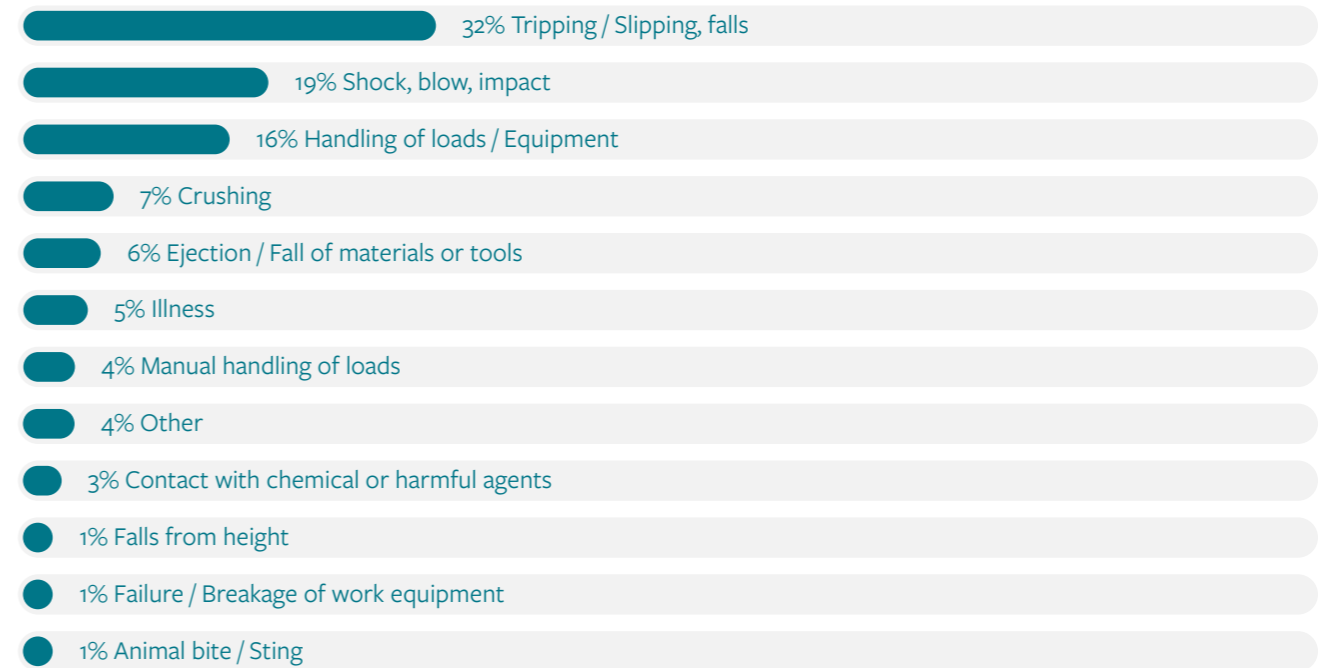 32% Tripping / Slipping, falls
19% Shock, blow, impact
16% Handling of loads / Equipment
7% Crushing
6% Ejection / Fall of materials or tools
5% Illness
4% Manual handling of loads
4% Other
3% Contact with chemical or harmful agents
1% Falls from height
1% Failure / Breakage of work equipment
1% Animal bite / Sting